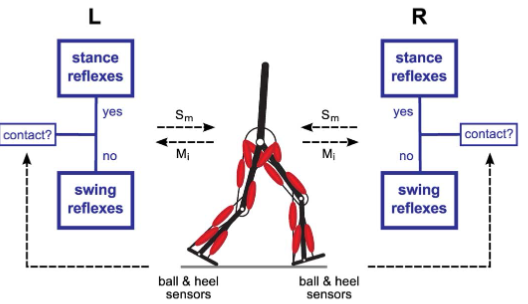 L
R
stance
reflexes
stance
reflexes
yes
yes
contact?
contact?
no
no
swing
reflexes
swing
reflexes
Sm
Mi
Sm
Mi
ball & heel
sensors
ball & heel
sensors